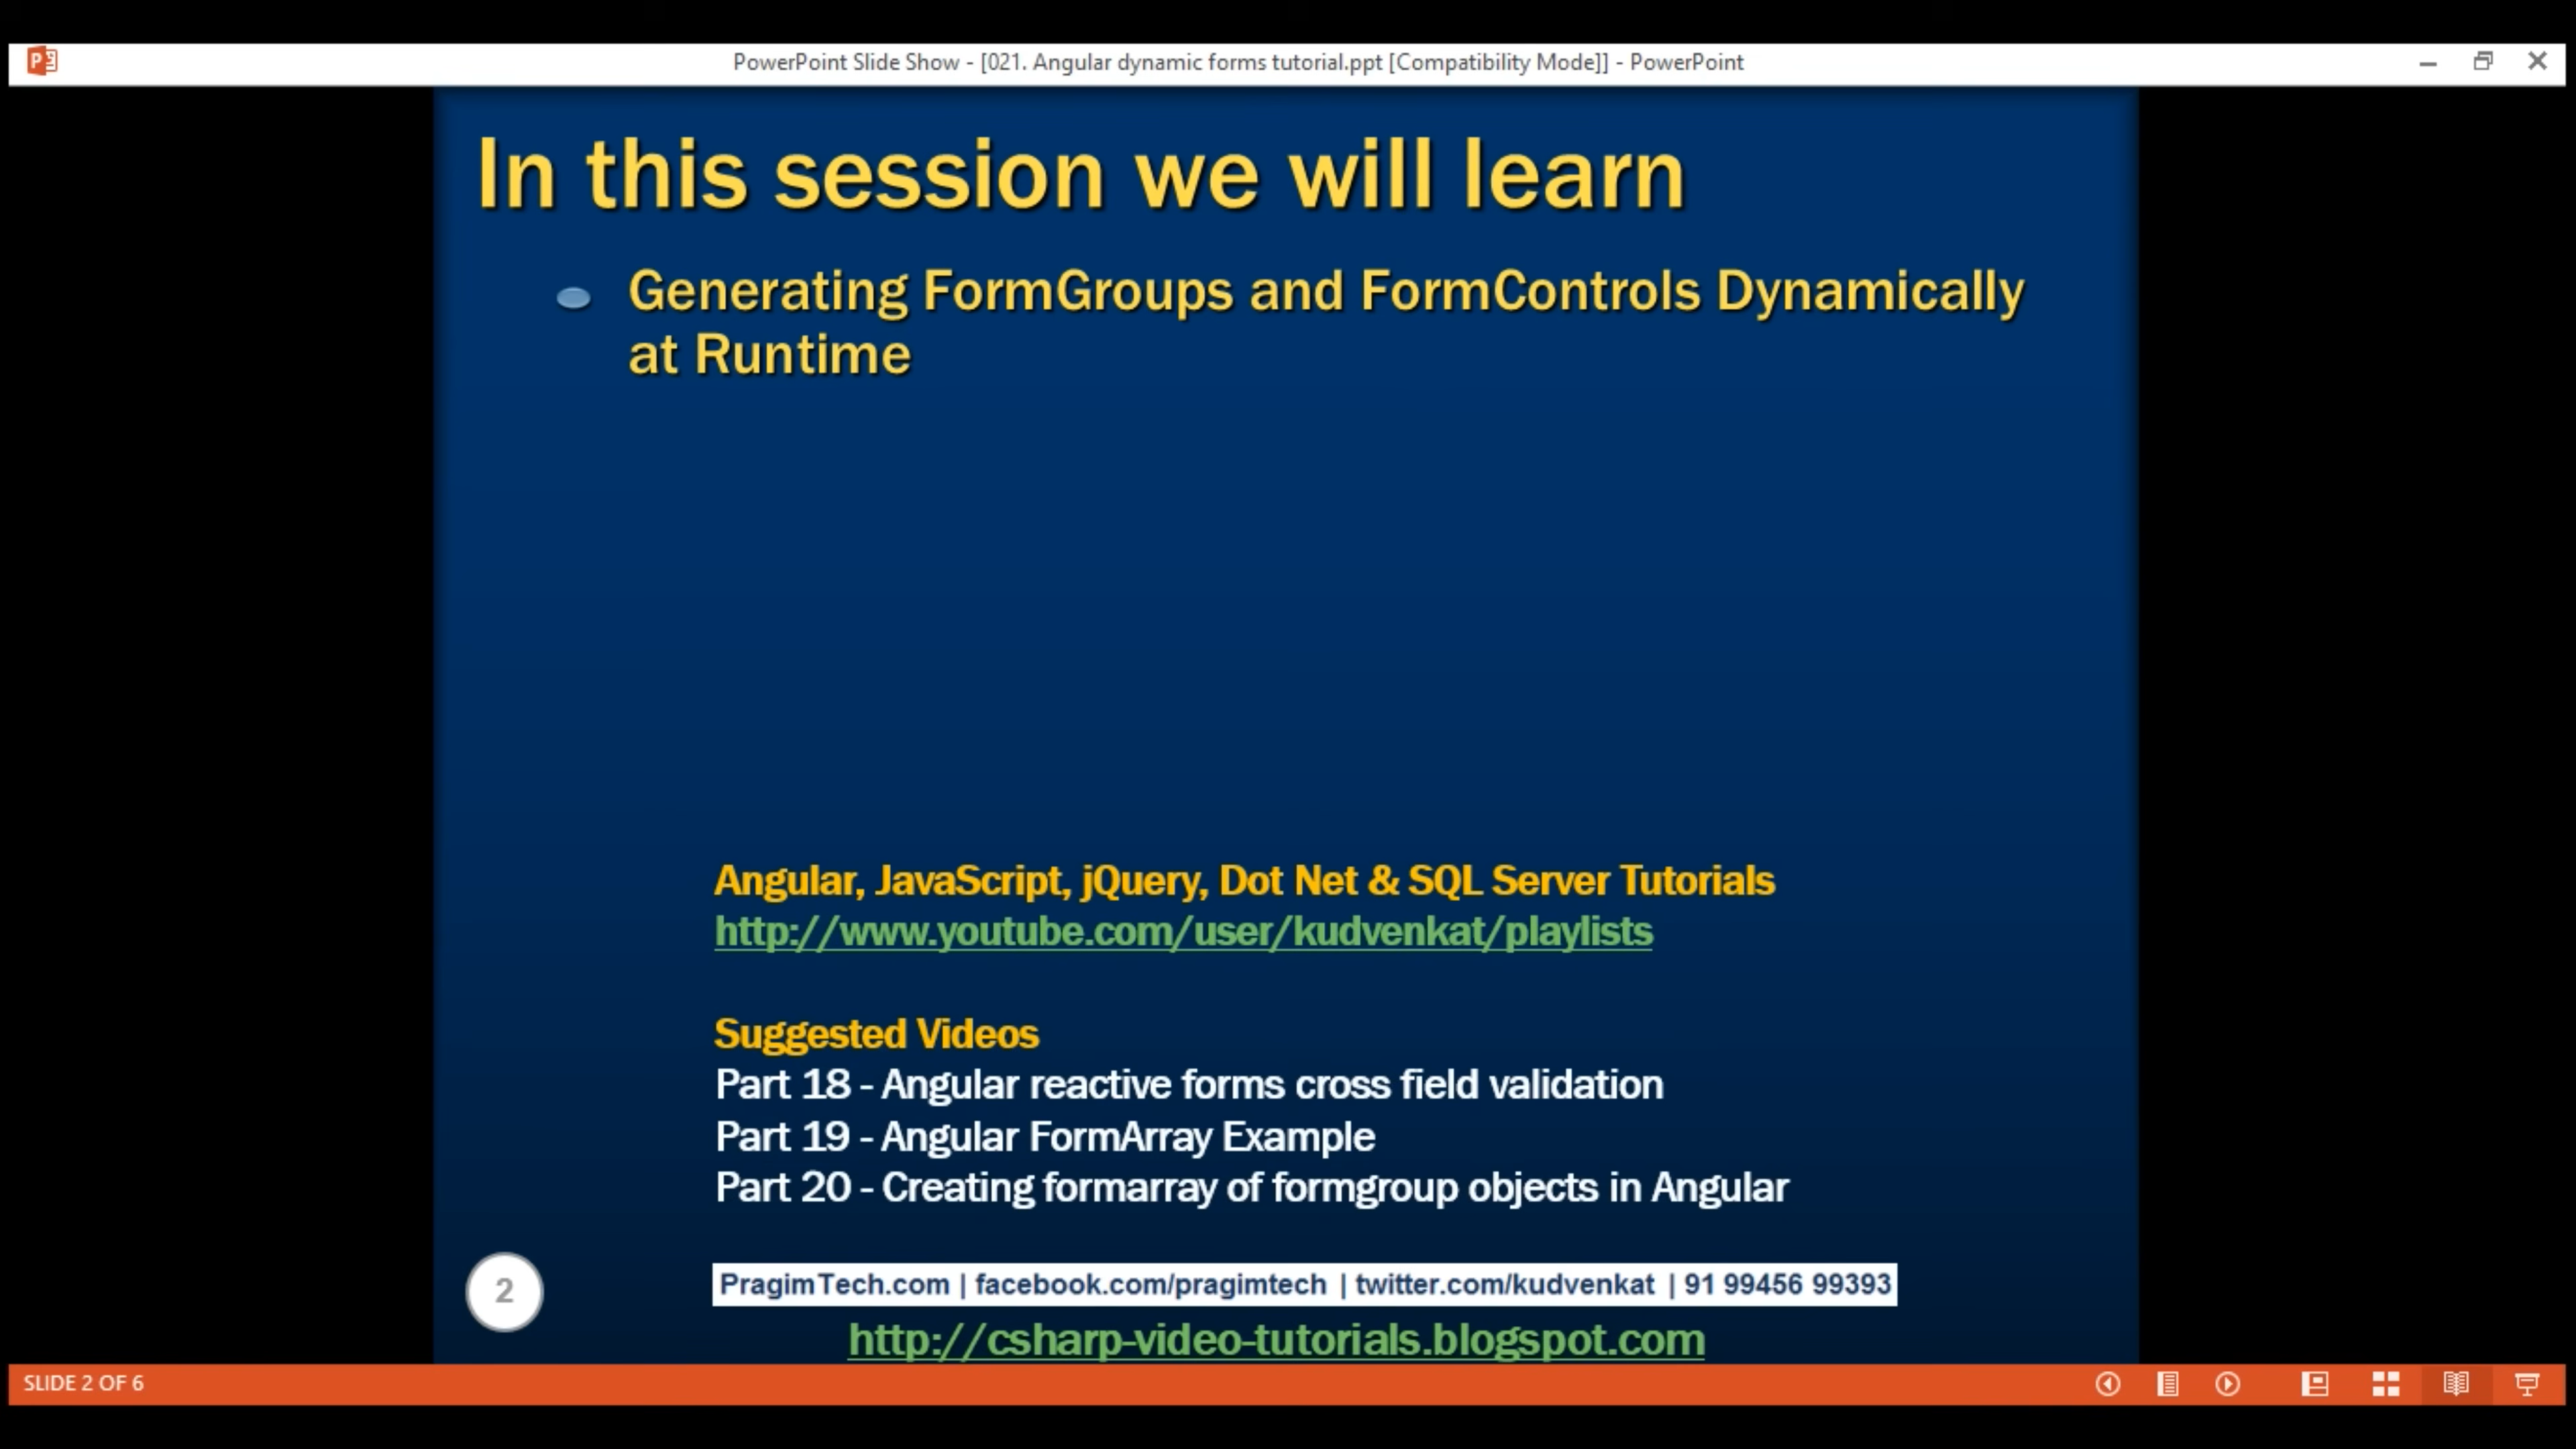 PowerPoint Slide Show - [021. Angular dynamic forms tutorial.ppt [Compatibility Mode]] - PowerPoint
In this session we will learn
Generating FormGroups and FormControls Dynamically
at Runtime
Angular, JavaScript, jQuery, Dot Net & SQL Server Tutorials
http://www.youtube.com/user/kudvenkat/playlists
Suggested Videos
Part 18 - Angular reactive forms cross field validation
Part 19 - Angular FormArray Example
Part 20 - Creating formarray of formgroup objects in Angular
2
PragimTech.com | facebook.com/pragimtech | twitter.com/kudvenkat | 91 99456 99393
http://csharp-video-tutorials.blogspot.com
SLIDE 2 OF 6